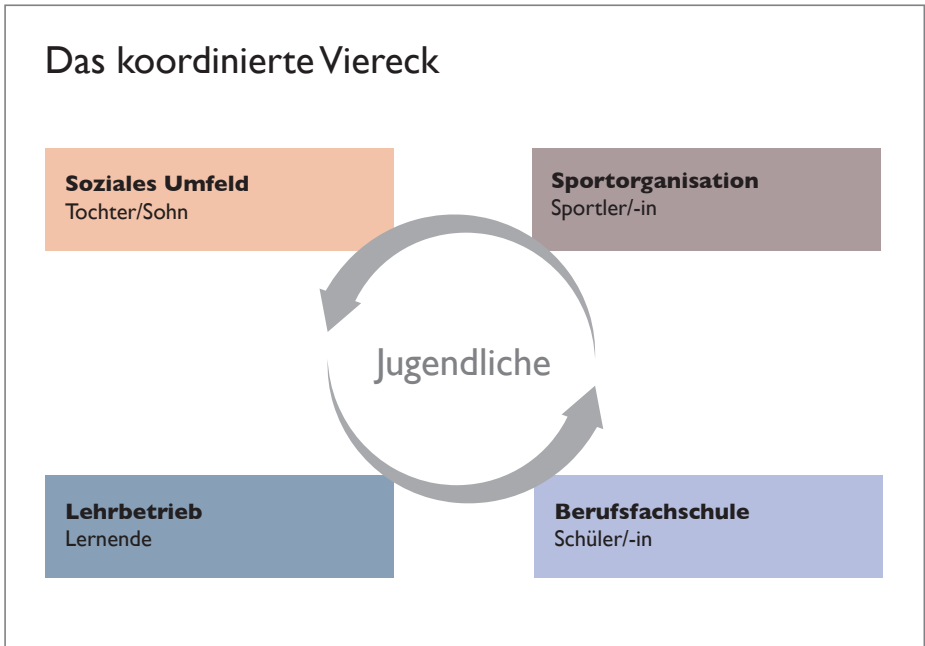 Das koordinierte Viereck
Soziales Umfeld
Tochter/Sohn
Sportorganisation
Sportler/-in
Jugendliche
Lehrbetrieb
Lernende
Berufsfachschule
Schüler/-in